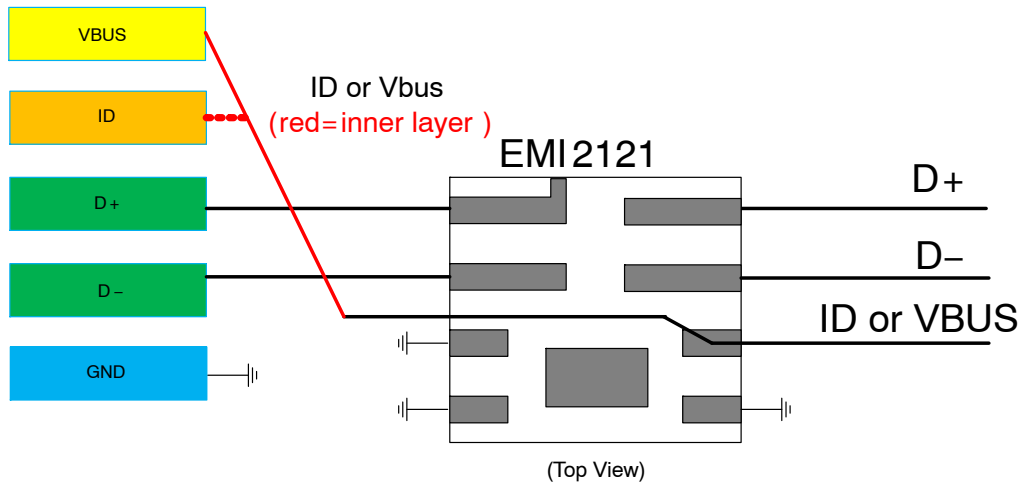 VBUS
ID
D+
D–
GND
ID or Vbus
(red=inner layer )
EMI2121
D+
D–
ID or VBUS
(Top View)